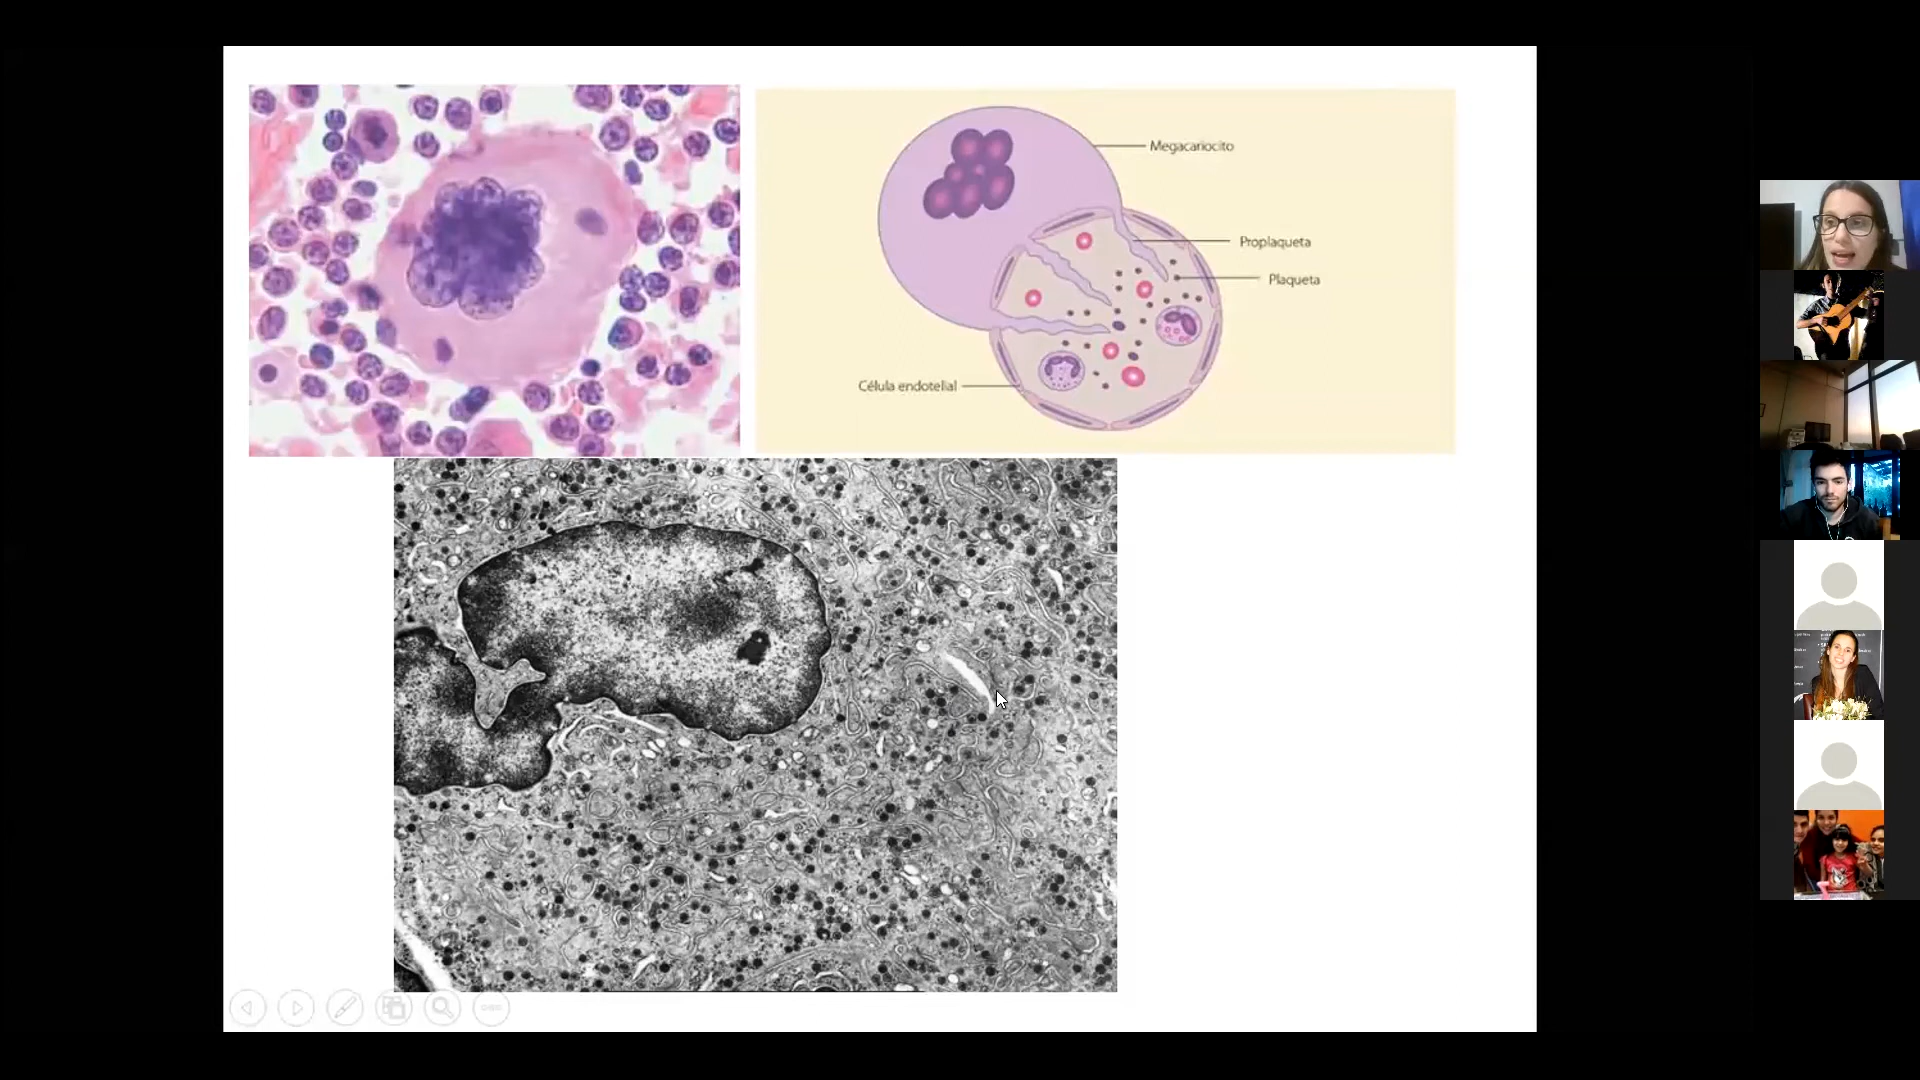 Megacariocito
Proplaqueta
Plaqueta
Célula endotelial